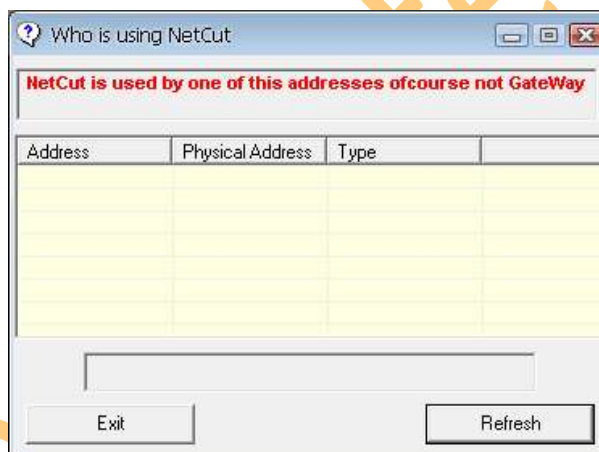 Who is using NetCut
NetCut is used by one of this addresses ofcourse not GateWay
Address Physical Address Type
Exit Refresh